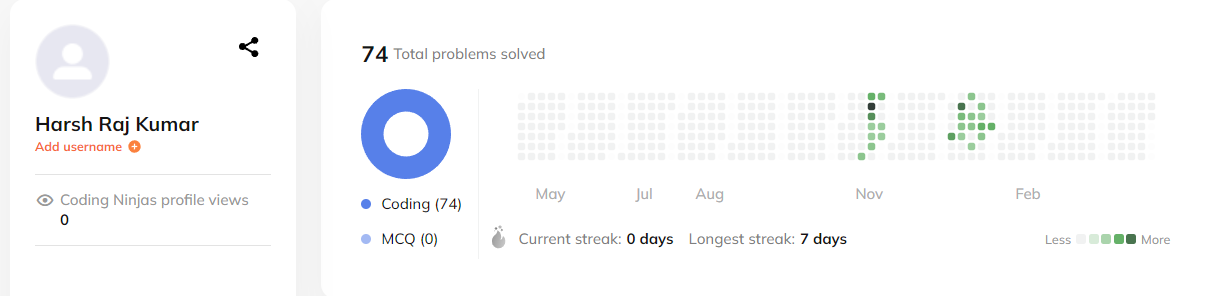 Harsh Raj Kumar
Add username
Coding Ninjas profile views
0
74 Total problems solved
Coding (74)
MCQ (0)
May Jul Aug Nov Feb
Current streak: 0 days Longest streak: 7 days
Less More